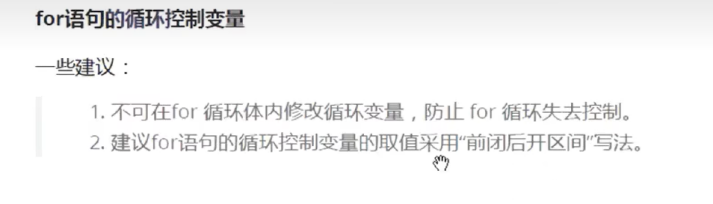 for语句的循环控制变量
一些建议：
1. 不可在for 循环体内修改循环变量，防止 for 循环失去控制。
2. 建议for语句的循环控制变量的取值采用“前闭后开区间”写法。